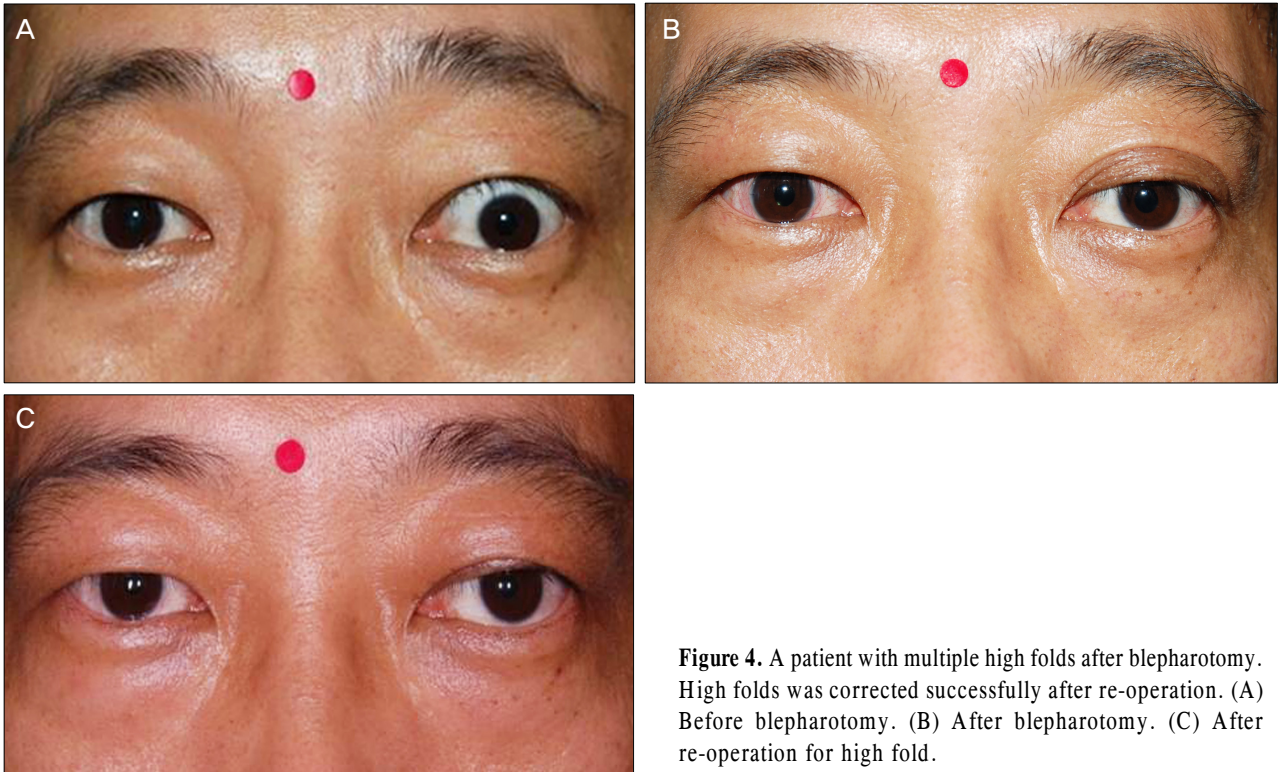 A
B
C
Figure 4. A patient with multiple high folds after blepharotomy.
High folds was corrected successfully after re-operation. (A)
Before blepharotomy. (B) After blepharotomy. (C) After
re-operation for high fold.